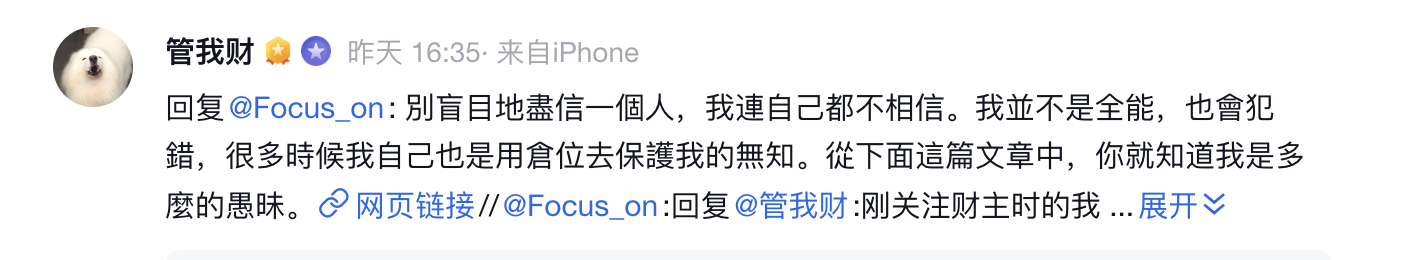 管我财 昨天 16:35· 来自iPhone
回复@Focus_on: 別盲目地盡信一個人，我連自己都不相信。我並不是全能，也會犯
錯，很多時候我自己也是用倉位去保護我的無知。從下面這篇文章中，你就知道我是多
麼的愚昧。网页链接//@Focus_on:回复@管我财:刚关注财主时的我 ...展开